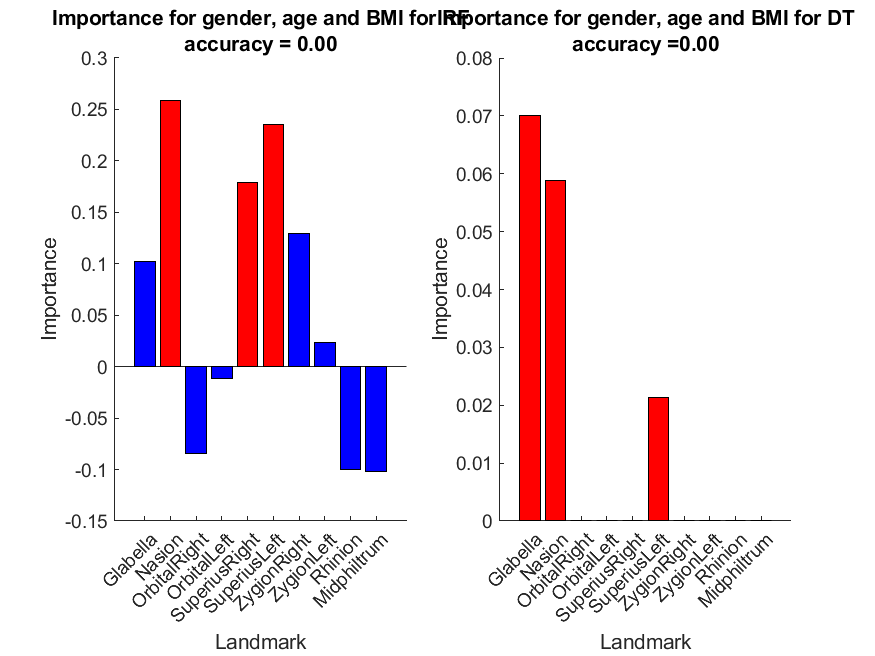 Importance for gender, age and BMI for RF
accuracy = 0.00
0.3
0.25
0.2
0.15
0.1
0.05
0
-0.05
-0.1
-0.15
Importance
Glabella
Nasion
OrbitalRight
OrbitalLeft
SuperiusRight
SuperiusLeft
ZygionRight
ZygionLeft
Rhinion
Midphiltrum
Landmark
Importance for gender, age and BMI for DT
accuracy =0.00
0.08
0.07
0.06
0.05
0.04
0.03
0.02
0.01
0
Importance
Glabella
Nasion
OrbitalRight
OrbitalLeft
SuperiusRight
SuperiusLeft
ZygionRight
ZygionLeft
Rhinion
Midphiltrum
Landmark